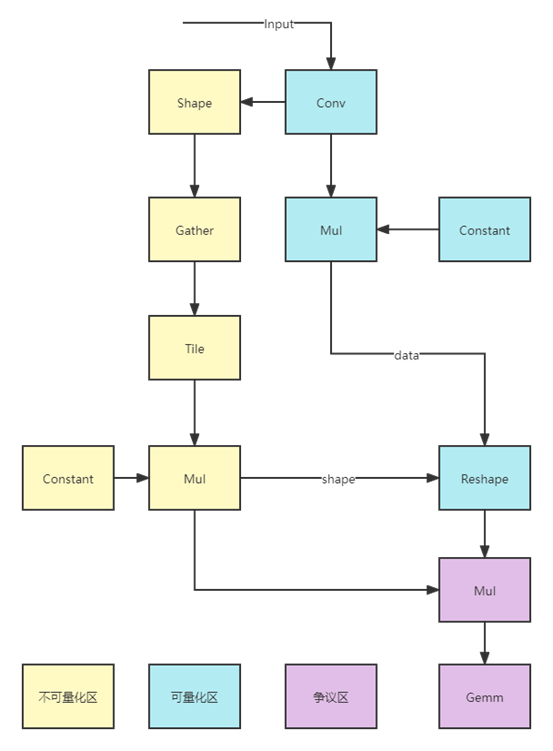 Input
Shape
Conv
Gather
Mul
Constant
Tile
data
Constant
Mul
shape
Reshape
Mul
不可量化区
可量化区
争议区
Gemm